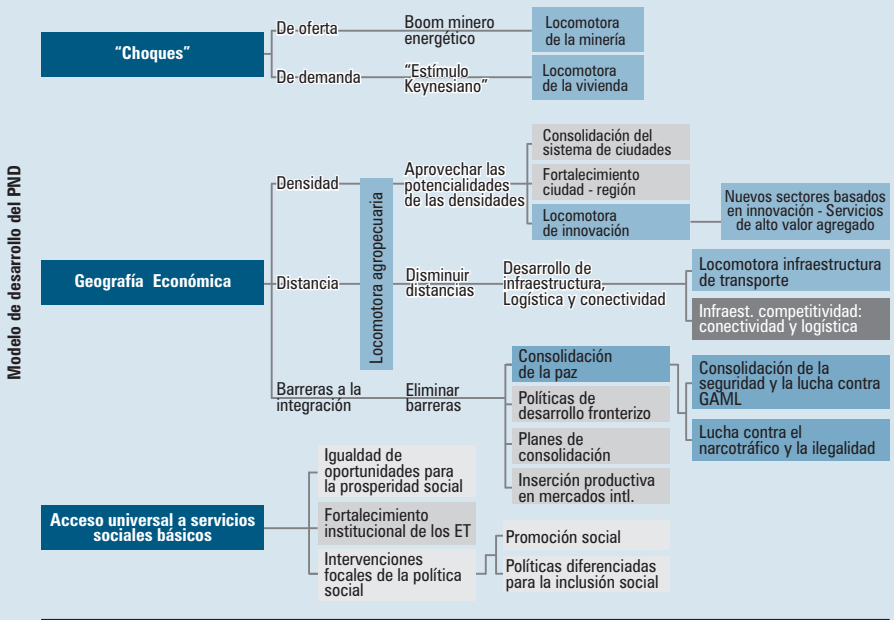 Modelo de desarrollo del PND
“Choques”
De oferta
Boom minero
energético
Locomotora
de la minería
De demanda
“Estímulo
Keynesiano”
Locomotora
de la vivienda
Geografía Económica
Locomotora agropecuaria
Densidad
Aprovechar las
potencialidades
de las densidades
Consolidación del
sistema de ciudades
Fortalecimiento
ciudad - región
Locomotora
de innovación
Nuevos sectores basados
en innovación - Servicios
de alto valor agregado
Distancia
Disminuir
distancias
Desarrollo de
infraestructura,
Logística y conectividad
Locomotora infraestructura
de transporte
Infraest. competitividad:
conectividad y logística
Barreras a la
integración
Eliminar
barreras
Consolidación
de la paz
Políticas de
desarrollo fronterizo
Planes de
consolidación
Inserción productiva
en mercados intl.
Consolidación de la
seguridad y la lucha contra
GAML
Lucha contra el
narcotráfico y la ilegalidad
Acceso universal a servicios
sociales básicos
Igualdad de
oportunidades para
la prosperidad social
Fortalecimiento
institucional de los ET
Intervenciones
focales de la política
social
Promoción social
Políticas diferenciadas
para la inclusión social